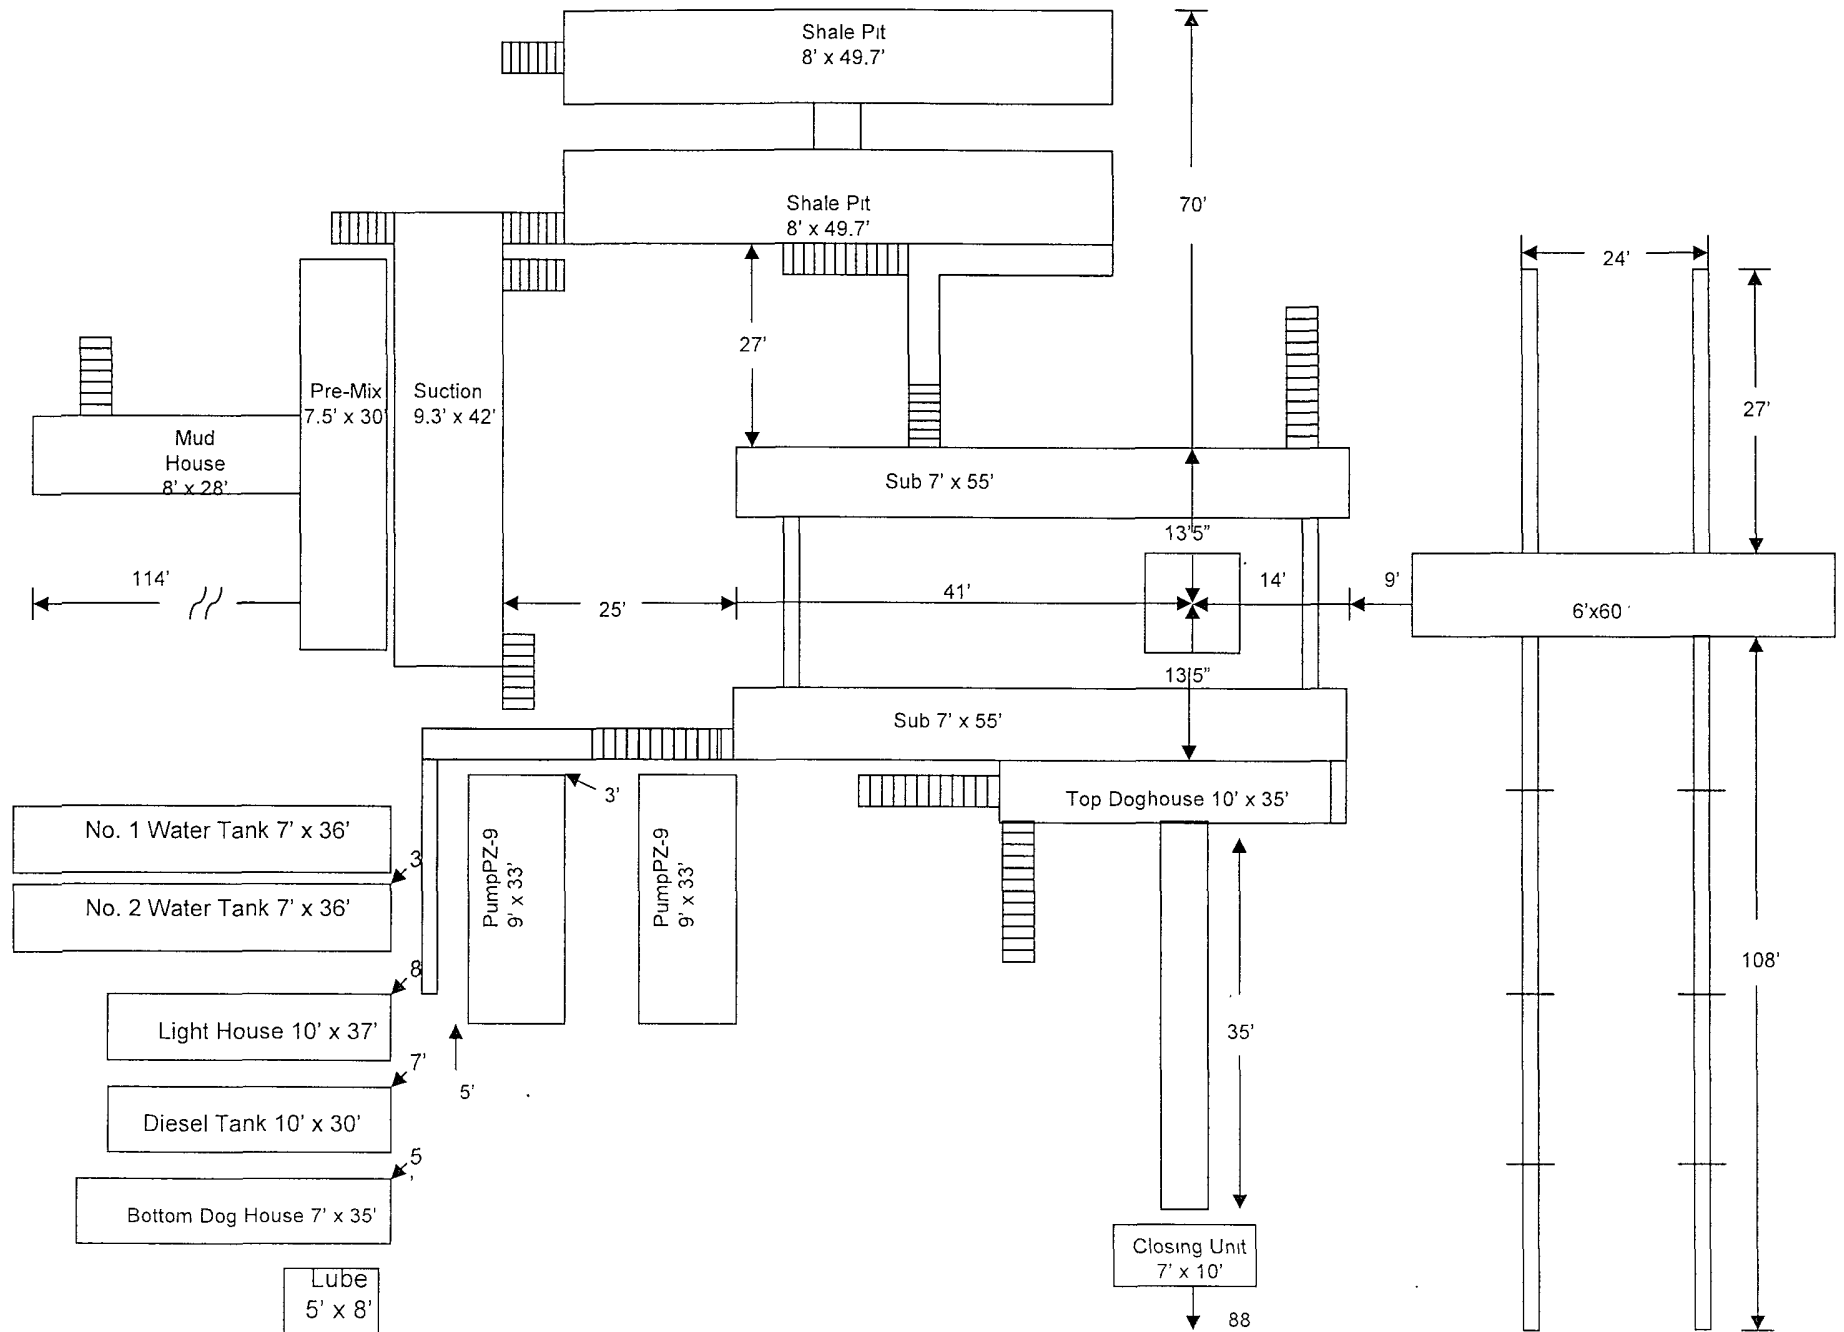 Shale Pit
8' x 49.7'
Shale Pit
8' x 49.7'
70'
24'
27'
27'
Pre-Mix
7.5' x 30'
Suction
9.3' x 42'
Mud
House
8' x 28'
Sub 7' x 55'
13'5"
114'
25'
41'
14'
9'
6'x60'
13'5"
Sub 7' x 55'
3'
Top Doghouse 10' x 35'
No. 1 Water Tank 7' x 36'
3
No. 2 Water Tank 7' x 36'
PumpPZ-9
9' x 33'
PumpPZ-9
9' x 33'
8
Light House 10' x 37'
108'
35'
7'
5'
Diesel Tank 10' x 30'
5'
Bottom Dog House 7' x 35'
Closing Unit
7' x 10'
Lube
5' x 8'
88